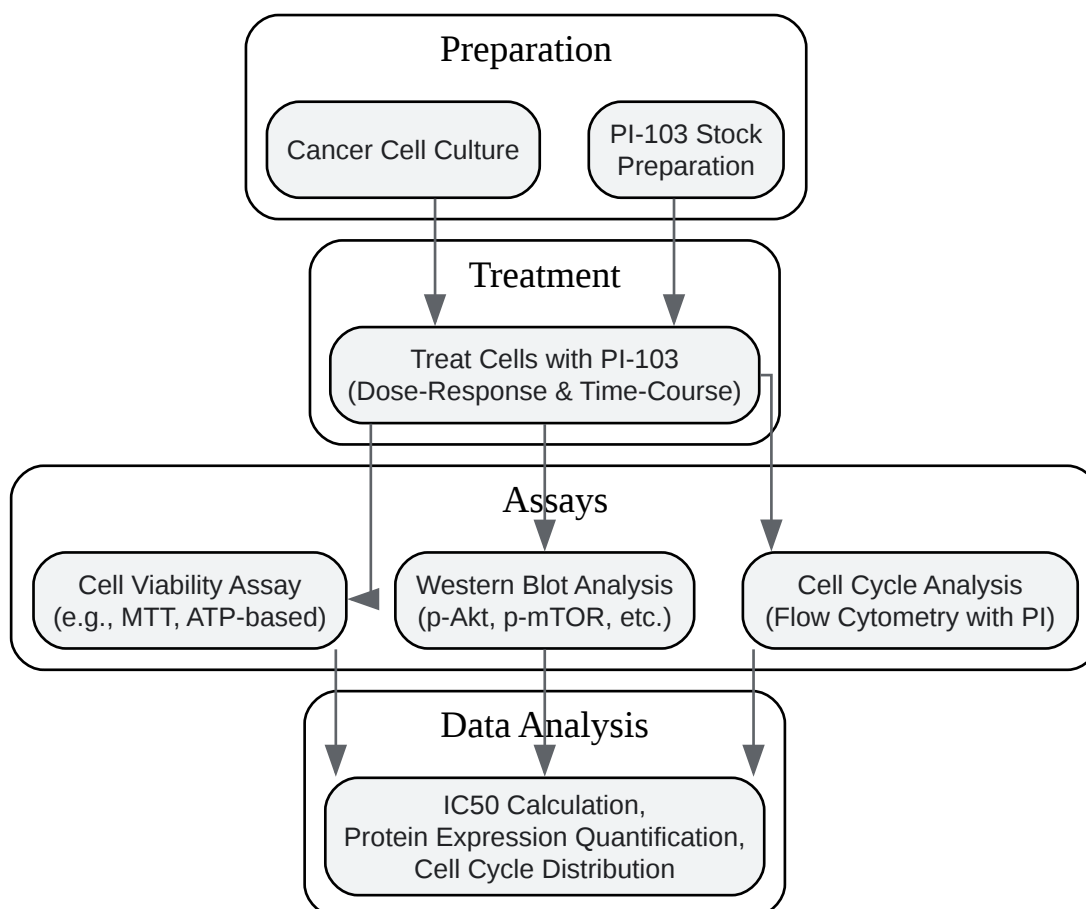 Preparation
Cancer Cell Culture
PI-103 Stock
Preparation
Treatment
Treat Cells with PI-103
(Dose-Response & Time-Course)
Assays
Cell Viability Assay
(e.g., MTT, ATP-based)
Western Blot Analysis
(p-Akt, p-mTOR, etc.)
Cell Cycle Analysis
(Flow Cytometry with PI)
Data Analysis
IC50 Calculation,
Protein Expression Quantification,
Cell Cycle Distribution